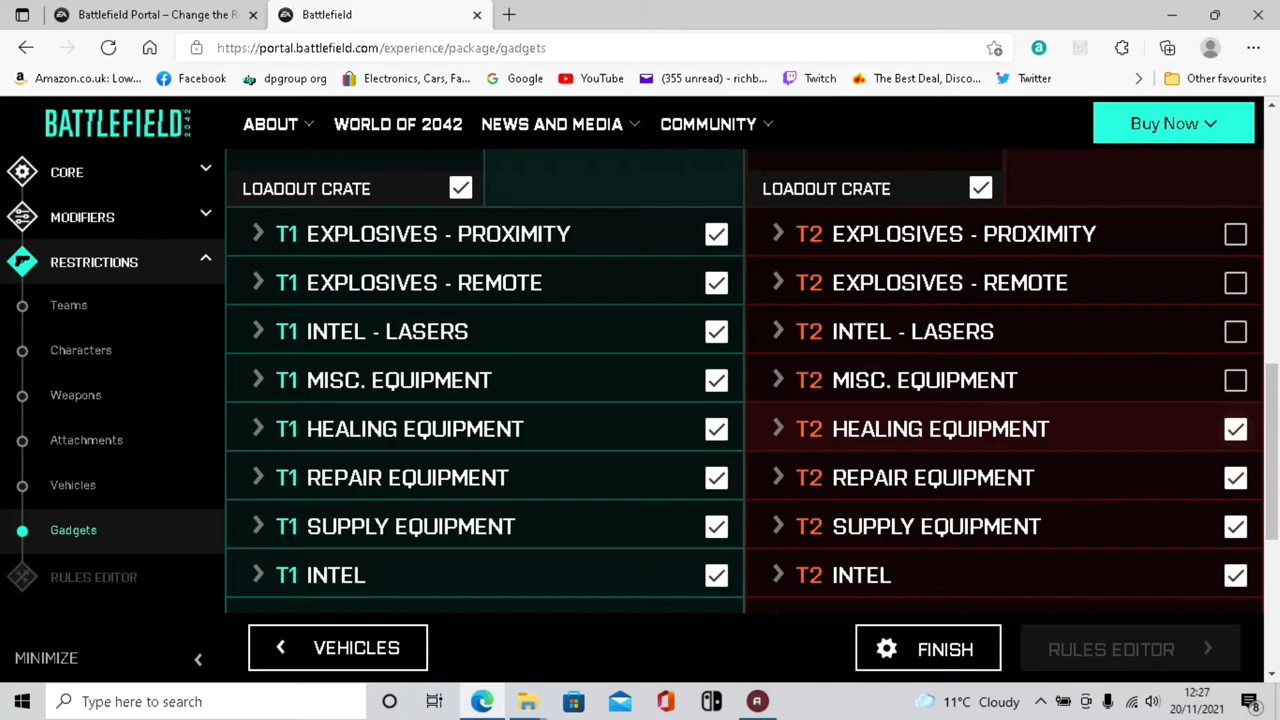 Battlefield Portal – Change the R
Battlefield
https://portal.battlefield.com/experience/package/gadgets
Amazon.co.uk: Low...
Facebook
dpgroup org
Electronics, Cars, Fa...
Google
YouTube
(355 unread) - richb...
Twitch
The Best Deal, Disco...
Twitter
Other favourites
BATTLEFIELD 2042
ABOUT
WORLD OF 2042
NEWS AND MEDIA
COMMUNITY
Buy Now
CORE
MODIFIERS
RESTRICTIONS
Teams
Characters
Weapons
Attachments
Vehicles
Gadgets
RULES EDITOR
MINIMIZE
LOADOUT CRATE
T1 EXPLOSIVES - PROXIMITY
T1 EXPLOSIVES - REMOTE
T1 INTEL - LASERS
T1 MISC. EQUIPMENT
T1 HEALING EQUIPMENT
T1 REPAIR EQUIPMENT
T1 SUPPLY EQUIPMENT
T1 INTEL
LOADOUT CRATE
T2 EXPLOSIVES - PROXIMITY
T2 EXPLOSIVES - REMOTE
T2 INTEL - LASERS
T2 MISC. EQUIPMENT
T2 HEALING EQUIPMENT
T2 REPAIR EQUIPMENT
T2 SUPPLY EQUIPMENT
T2 INTEL
VEHICLES
FINISH
RULES EDITOR
Type here to search
11°C Cloudy
12:27
20/11/2021
8